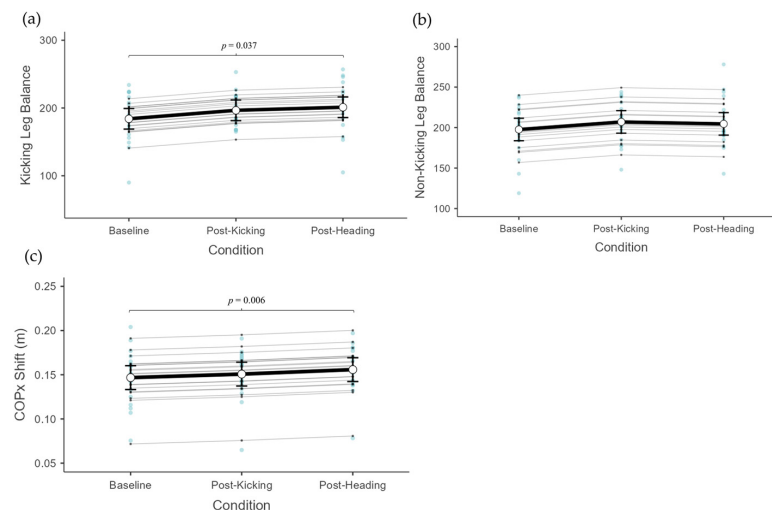 (a)
p = 0.037
300
200
100
Kicking Leg Balance
Baseline
Post-Kicking
Post-Heading
Condition
(b)
300
250
200
150
100
Non-Kicking Leg Balance
Baseline
Post-Kicking
Post-Heading
Condition
(c)
p = 0.006
0.25
0.20
0.15
0.10
0.05
COPx Shift (m)
Baseline
Post-Kicking
Post-Heading
Condition